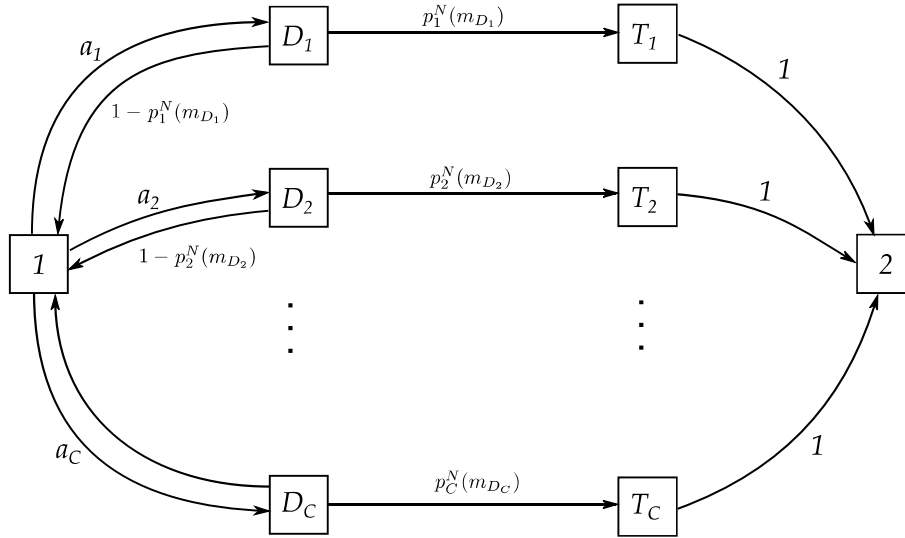 p_1^N(m_{D_1})
D_1
T_1
a_1
1
1 − p_1^N(m_{D_1})
p_2^N(m_{D_2})
a_2
D_2
T_2
1
1
1 − p_2^N(m_{D_2})
2
⋮
⋮
a_C
1
p_C^N(m_{D_C})
D_C
T_C